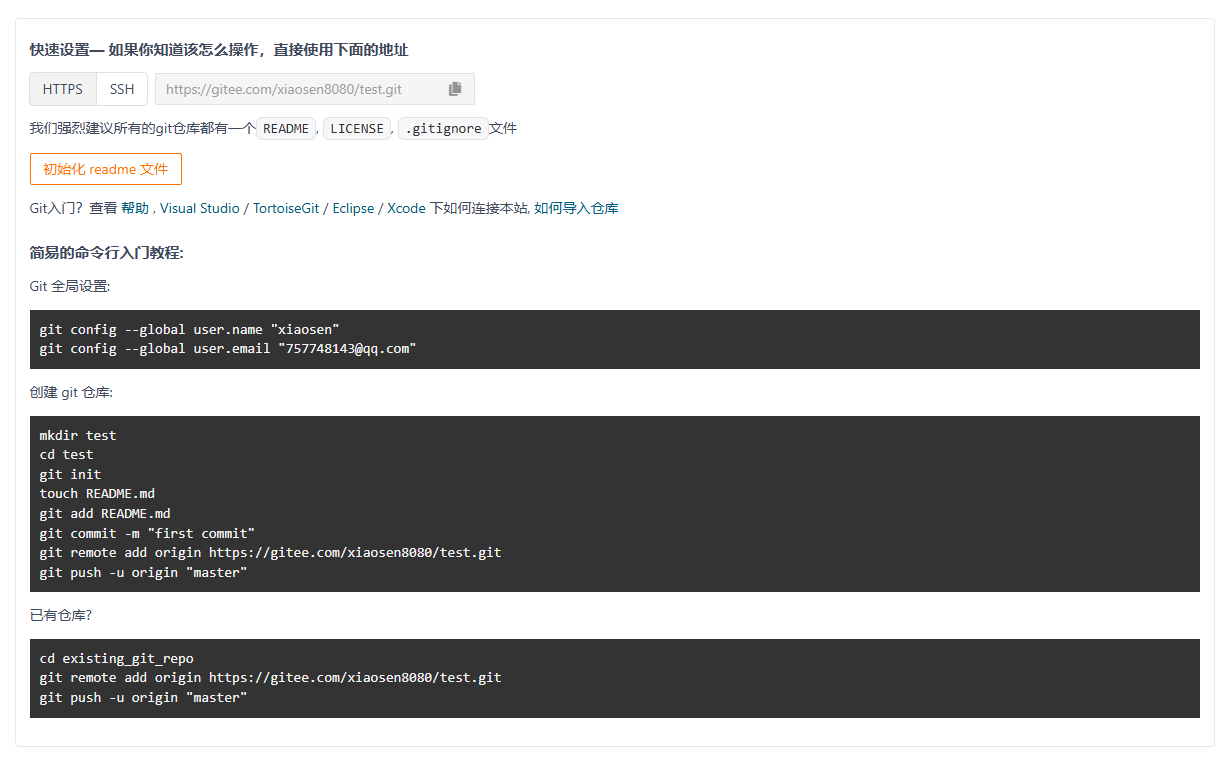 快速设置— 如果你知道该怎么操作，直接使用下面的地址
HTTPS SSH https://gitee.com/xiaosen8080/test.git
我们强烈建议所有的git仓库都有一个 README, LICENSE, .gitignore 文件
初始化 readme 文件
Git入门？查看 帮助 , Visual Studio / TortoiseGit / Eclipse / Xcode 下如何连接本站, 如何导入仓库
简易的命令行入门教程:
Git 全局设置:
git config --global user.name "xiaosen"
git config --global user.email "757748143@qq.com"
创建 git 仓库:
mkdir test
cd test
git init
touch README.md
git add README.md
git commit -m "first commit"
git remote add origin https://gitee.com/xiaosen8080/test.git
git push -u origin "master"
已有仓库?
cd existing_git_repo
git remote add origin https://gitee.com/xiaosen8080/test.git
git push -u origin "master"